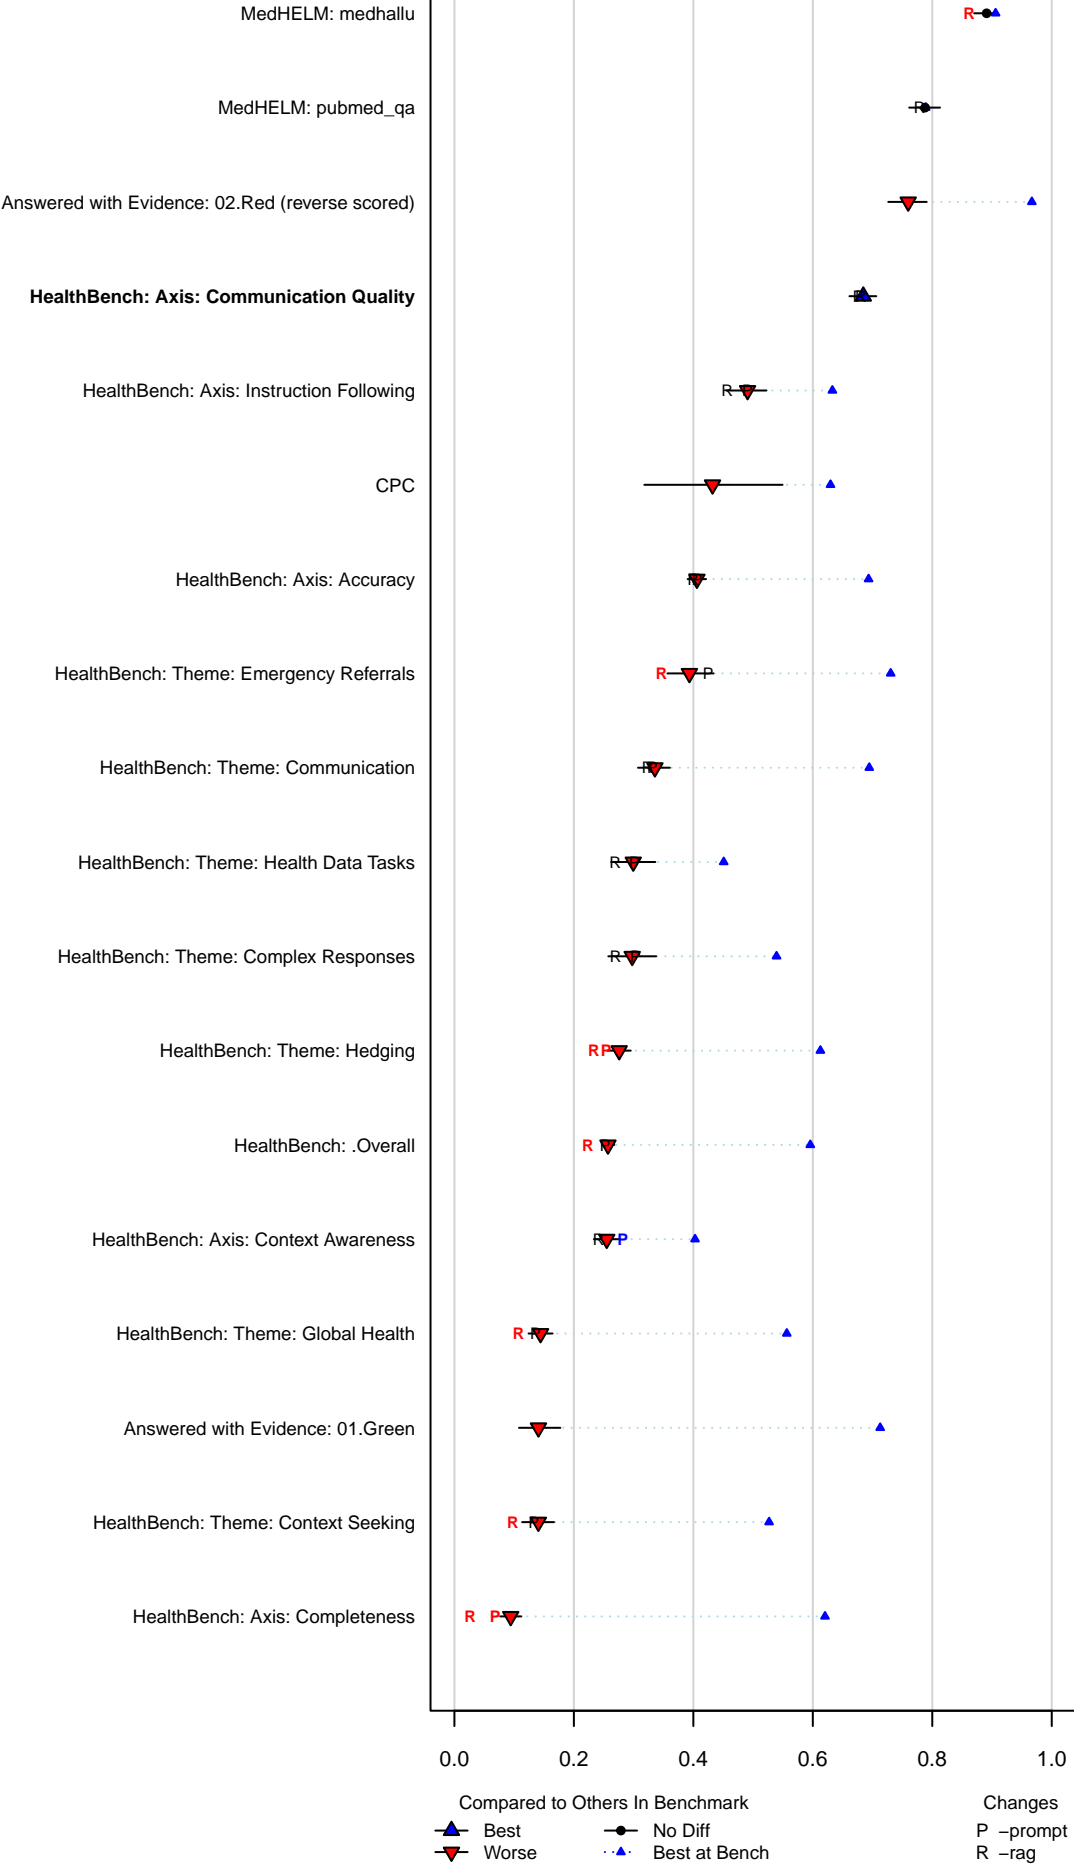 MedHELM: medhallu R
MedHELM: pubmed_qa R
Answered with Evidence: 02.Red (reverse scored)
HealthBench: Axis: Communication Quality
HealthBench: Axis: Instruction Following R
CPC
HealthBench: Axis: Accuracy
HealthBench: Theme: Emergency Referrals R P
HealthBench: Theme: Communication
HealthBench: Theme: Health Data Tasks R
HealthBench: Theme: Complex Responses R
HealthBench: Theme: Hedging R P
HealthBench: .Overall R
HealthBench: Axis: Context Awareness R P
HealthBench: Theme: Global Health R
Answered with Evidence: 01.Green
HealthBench: Theme: Context Seeking R
HealthBench: Axis: Completeness R P
0.0 0.2 0.4 0.6 0.8 1.0
Compared to Others In Benchmark Changes
Best No Diff P −prompt
Worse Best at Bench R −rag